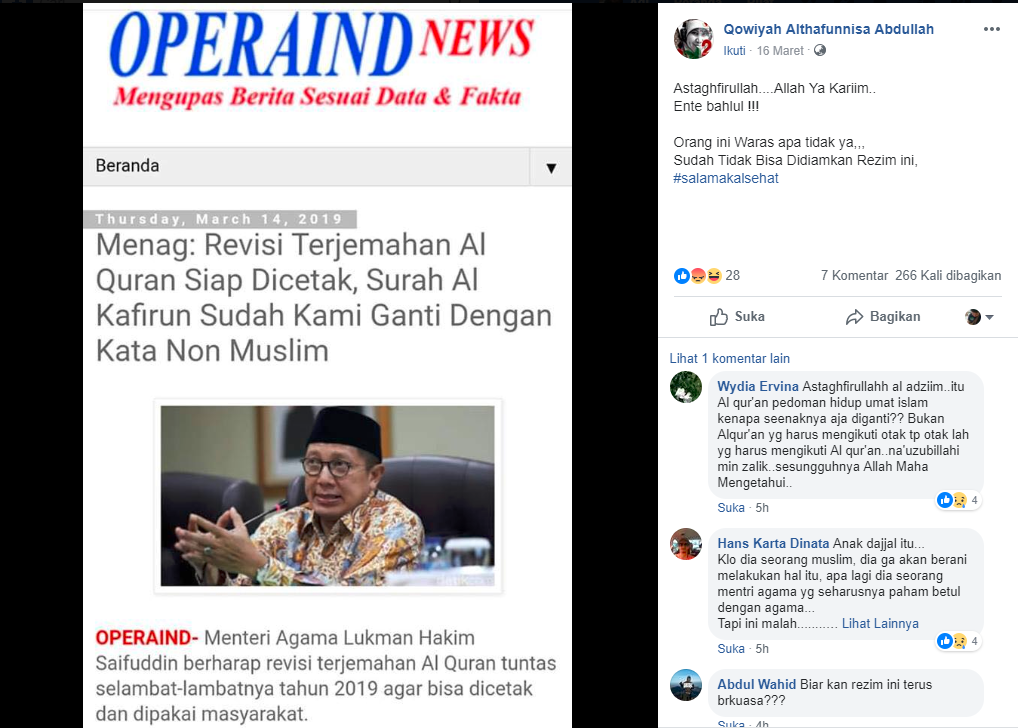 OPERAIND NEWS
Mengupas Berita Sesuai Data & Fakta
Beranda
Thursday, March 14, 2019
Menag: Revisi Terjemahan Al
Quran Siap Dicetak, Surah Al
Kafirun Sudah Kami Ganti Dengan
Kata Non Muslim
OPERAIND- Menteri Agama Lukman Hakim
Saifuddin berharap revisi terjemahan Al Quran tuntas
selambat-lambatnya tahun 2019 agar bisa dicetak
dan dipakai masyarakat.
Qowiyah Althafunnisa Abdullah
Ikuti · 16 Maret ·
Astaghfirullah....Allah Ya Kariim..
Ente bahlul !!!
Orang ini Waras apa tidak ya,,,
Sudah Tidak Bisa Didiamkan Rezim ini,
#salamakalsehat
28
7 Komentar 266 Kali dibagikan
Suka
Bagikan
Lihat 1 komentar lain
Wydia Ervina Astaghfirullahh al adziim..itu
Al qur'an pedoman hidup umat islam
kenapa seenaknya aja diganti?? Bukan
Alqur'an yg harus mengikuti otak tp otak lah
yg harus mengikuti Al qur'an..na'uzubillahi
min zalik..sesungguhnya Allah Maha
Mengetahui..
4
Suka · 5h
Hans Karta Dinata Anak dajjal itu...
Klo dia seorang muslim, dia ga akan berani
melakukan hal itu, apa lagi dia seorang
mentri agama yg seharusnya paham betul
dengan agama...
Tapi ini malah........... Lihat Lainnya
4
Suka · 5h
Abdul Wahid Biar kan rezim ini terus
brkuasa???
Suka · 4h